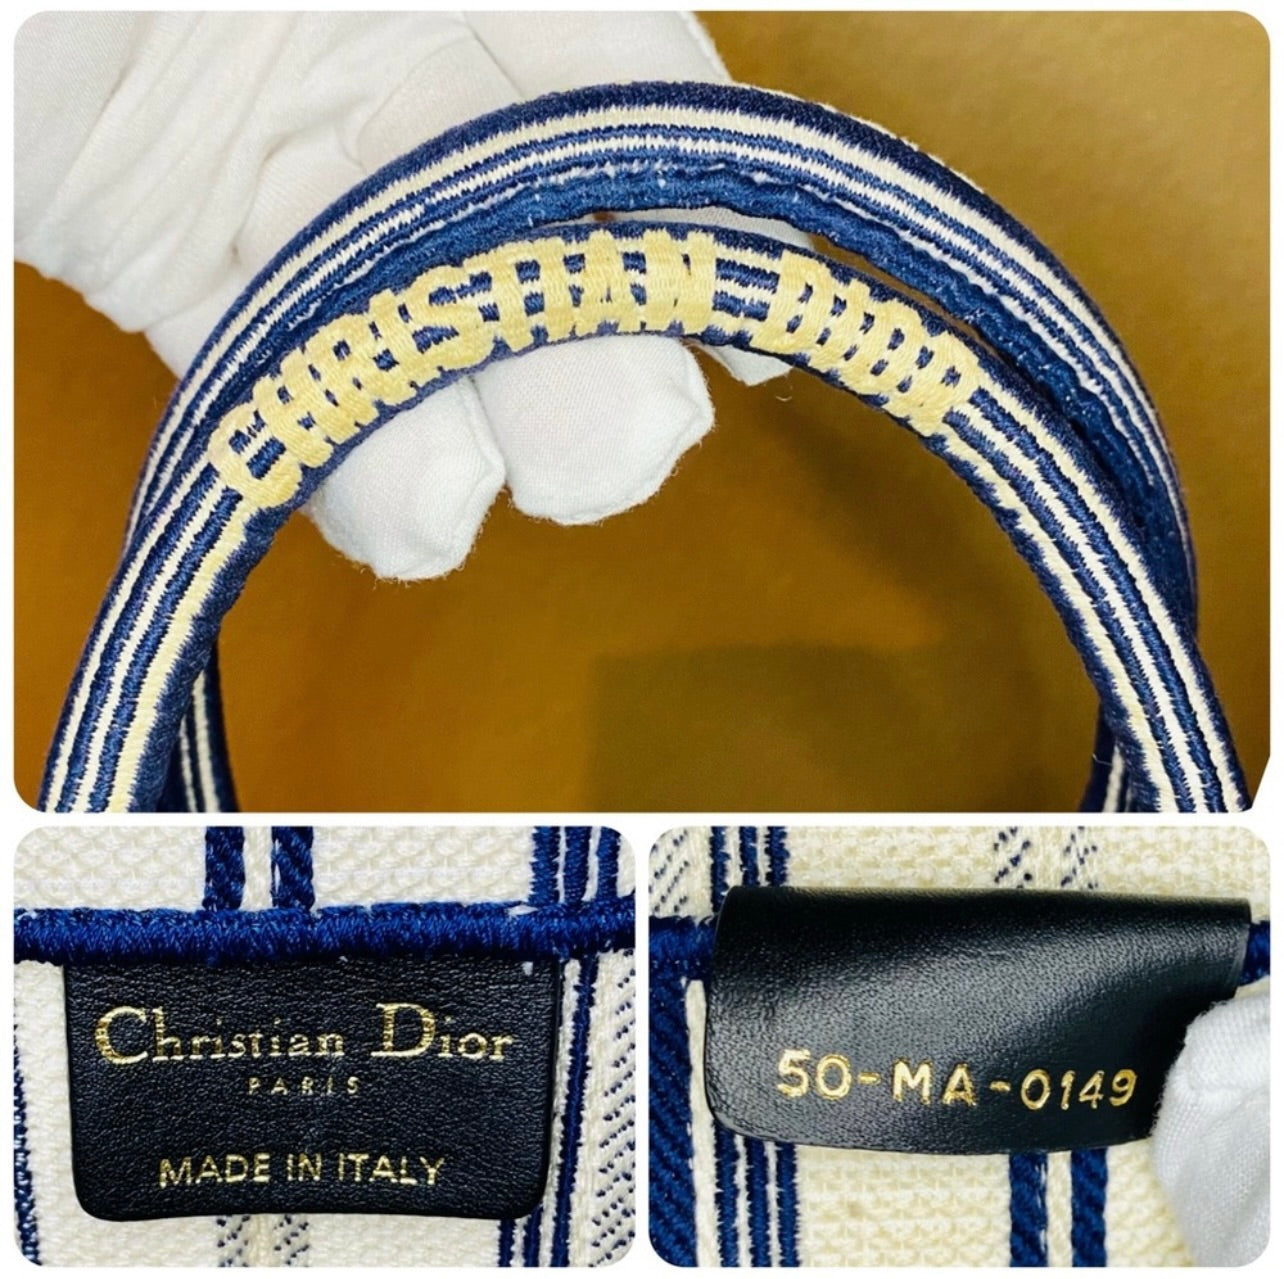 CHRISTIAN DIOR
Christian Dior
PARIS
MADE IN ITALY
50-MA-0149